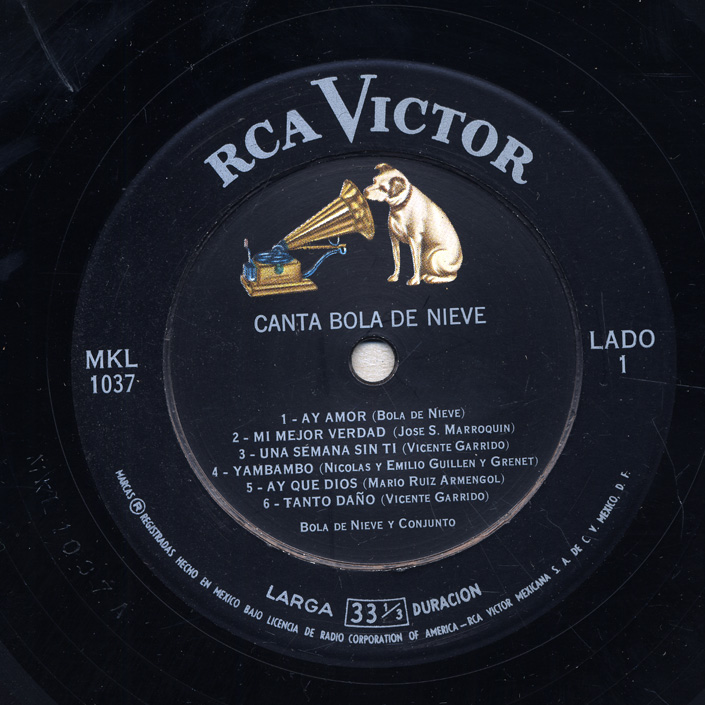 RCA VICTOR
CANTA BOLA DE NIEVE
MKL
1037
LADO
1
1 - AY AMOR (BOLA DE NIEVE)
2 - MI MEJOR VERDAD (JOSE S. MARROQUIN)
3 - UNA SEMANA SIN TI (VICENTE GARRIDO)
4 - YAMBAMBO (NICOLAS Y EMILIO GUILLEN Y GRENET)
5 - AY QUE DIOS (MARIO RUIZ ARMENGOL)
6 - TANTO DAÑO (VICENTE GARRIDO)
BOLA DE NIEVE Y CONJUNTO
LARGA 33 1/3 DURACION
MARCAS ® REGISTRADAS HECHO EN MEXICO BAJO LICENCIA DE RADIO CORPORATION OF AMERICA—RCA VICTOR MEXICANA S. A. DE C. V. MEXICO, D. F.
MKL 1037A